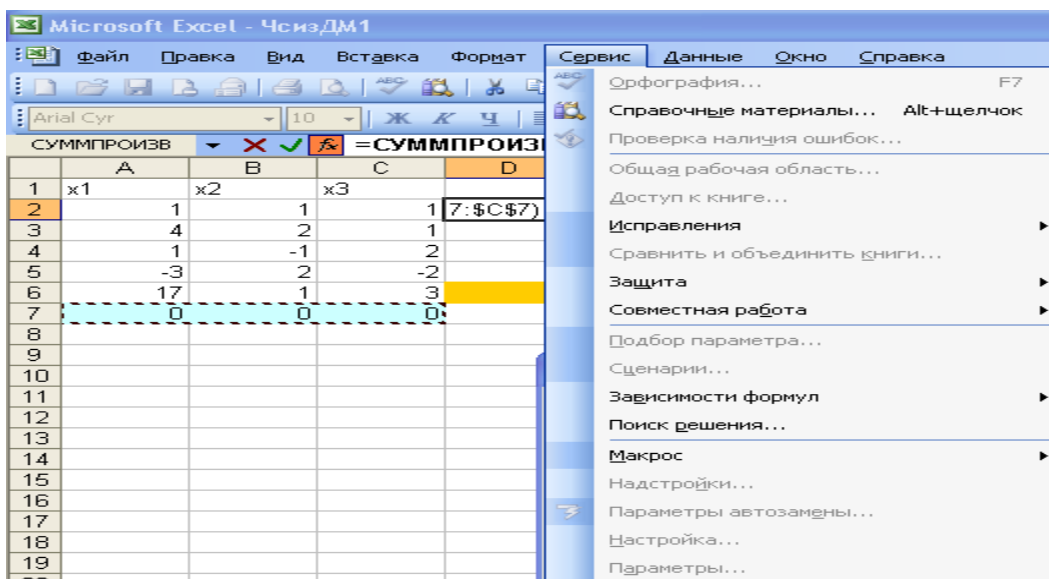 Microsoft Excel - ЧсизДМ1
Файл Правка Вид Вставка Формат Сервис Данные Окно Справка
Arial Cyr 10 Ж К Ч
СУММПРОИЗВ fx =СУММПРОИЗ
A B C D
1 x1 x2 x3
2 1 1 1 7:$C$7)
3 4 2 1
4 1 -1 2
5 -3 2 -2
6 17 1 3
7 0 0 0
8
9
10
11
12
13
14
15
16
17
18
19
Орфография... F7
Справочные материалы... Alt+щелчок
Проверка наличия ошибок...
Общая рабочая область...
Доступ к книге...
Исправления
Сравнить и объединить книги...
Защита
Совместная работа
Подбор параметра...
Сценарии...
Зависимости формул
Поиск решения...
Макрос
Надстройки...
Параметры автозамены...
Настройка...
Параметры...